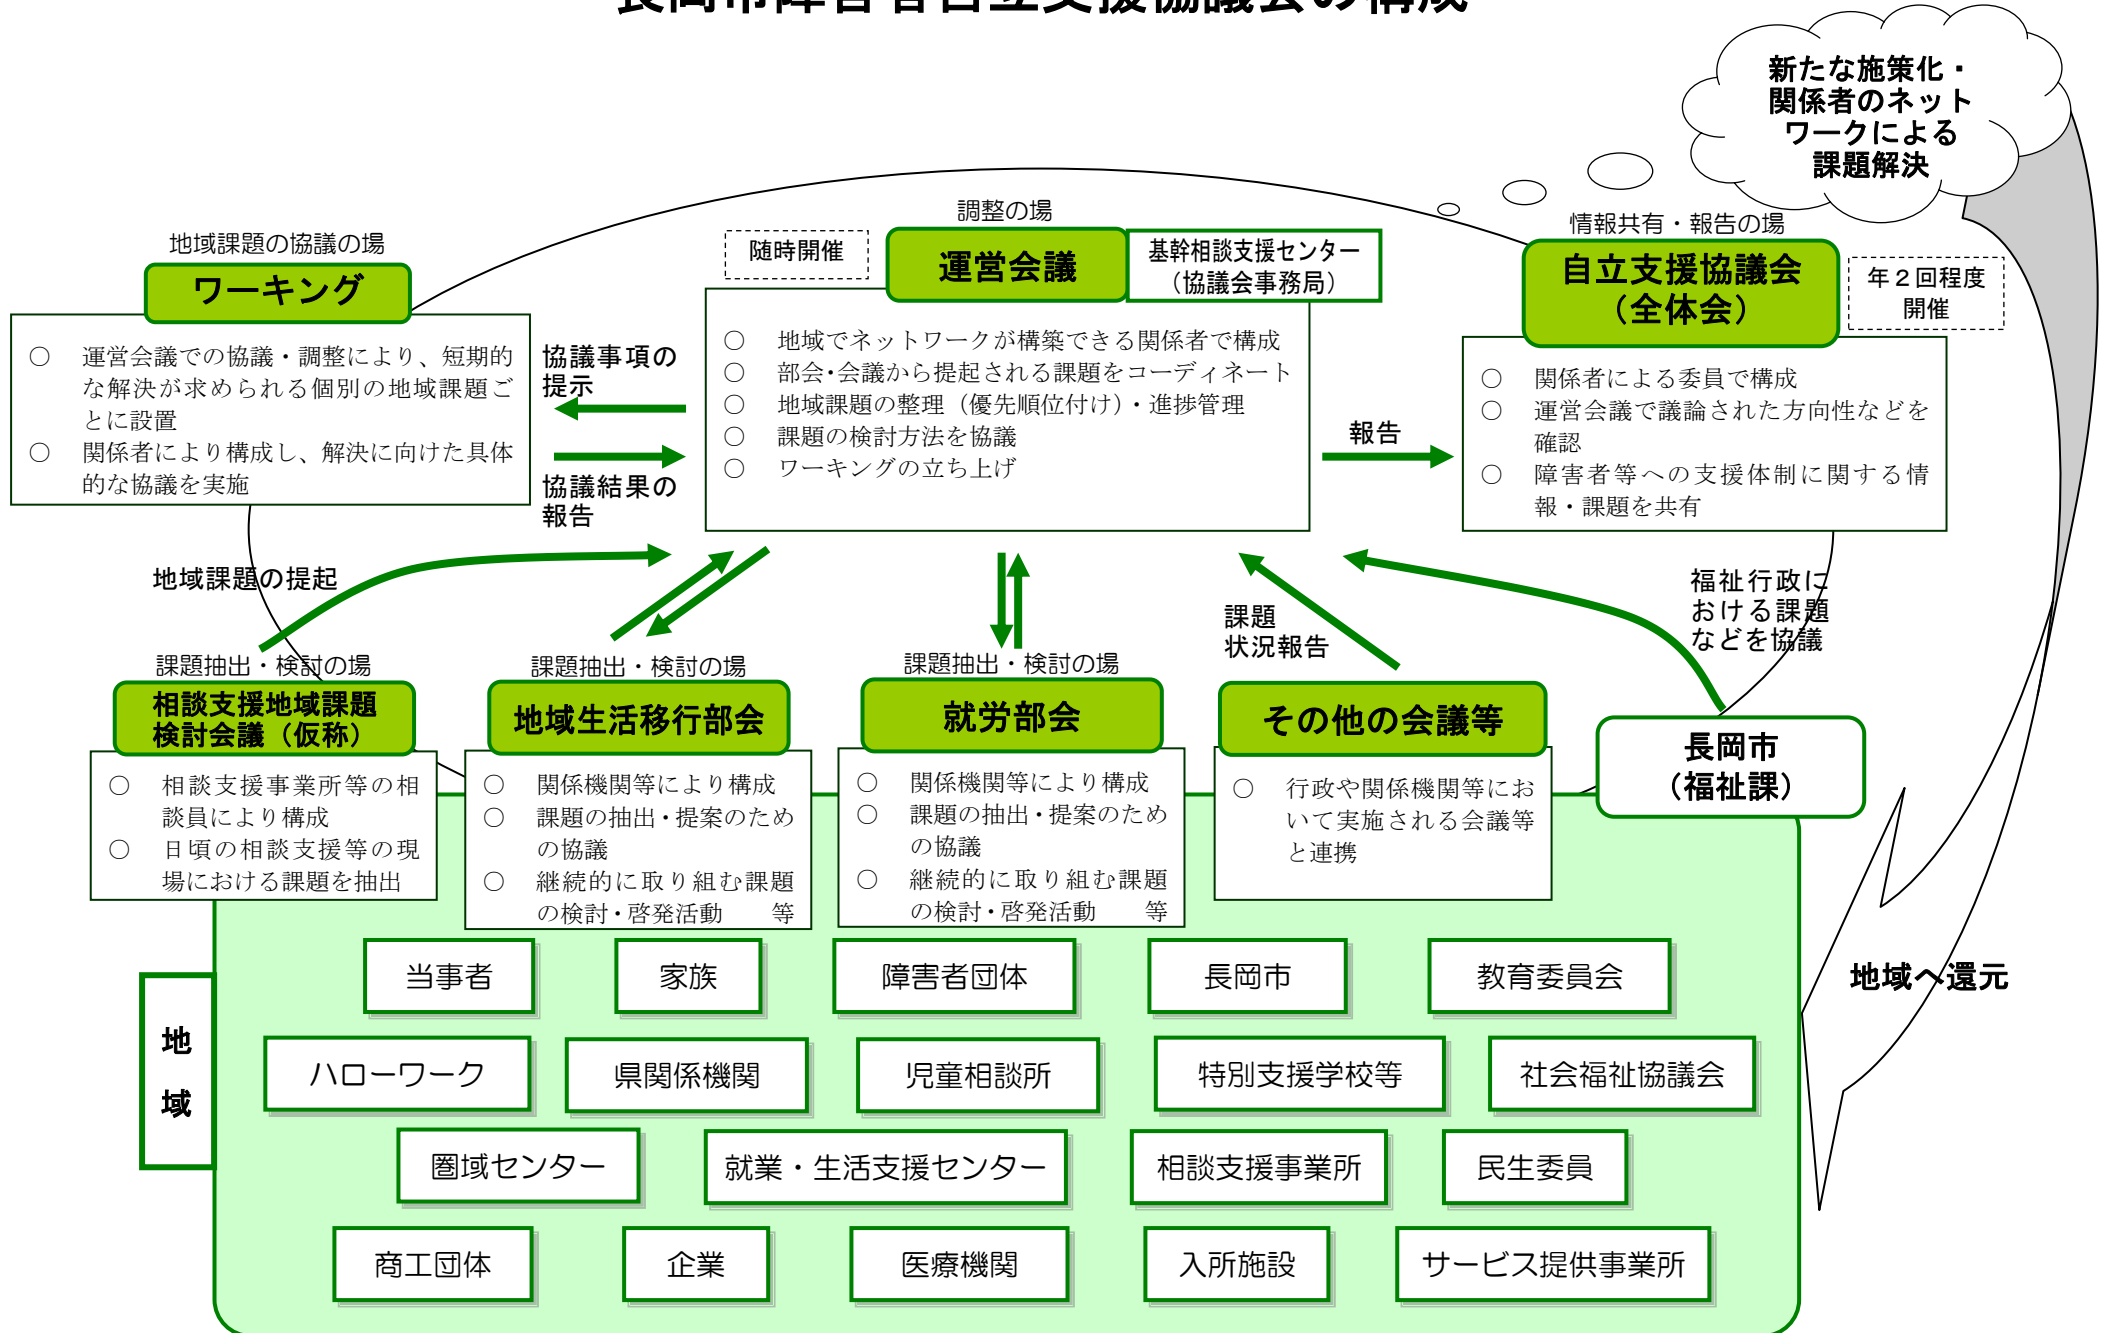 長岡市障害者自立支援協議会の構成
新たな施策化・
関係者のネット
ワークによる
課題解決
地域課題の協議の場
ワーキング
○ 運営会議での協議・調整により、短期的
な解決が求められる個別の地域課題ご
とに設置
○ 関係者により構成し、解決に向けた具体
的な協議を実施
協議事項の
提示
協議結果の
報告
調整の場
随時開催
運営会議
基幹相談支援センター
（協議会事務局）
○ 地域でネットワークが構築できる関係者で構成
○ 部会・会議から提起される課題をコーディネート
○ 地域課題の整理（優先順位付け）・進捗管理
○ 課題の検討方法を協議
○ ワーキングの立ち上げ
報告
情報共有・報告の場
自立支援協議会
（全体会）
年２回程度
開催
○ 関係者による委員で構成
○ 運営会議で議論された方向性などを
確認
○ 障害者等への支援体制に関する情
報・課題を共有
地域課題の提起
課題
状況報告
福祉行政に
おける課題
などを協議
課題抽出・検討の場
相談支援地域課題
検討会議（仮称）
○ 相談支援事業所等の相
談員により構成
○ 日頃の相談支援等の現
場における課題を抽出
課題抽出・検討の場
地域生活移行部会
○ 関係機関等により構成
○ 課題の抽出・提案のため
の協議
○ 継続的に取り組む課題
の検討・啓発活動 等
課題抽出・検討の場
就労部会
○ 関係機関等により構成
○ 課題の抽出・提案のため
の協議
○ 継続的に取り組む課題
の検討・啓発活動 等
その他の会議等
○ 行政や関係機関等にお
いて実施される会議等
と連携
長岡市
（福祉課）
地域へ還元
地
域
当事者
家族
障害者団体
長岡市
教育委員会
ハローワーク
県関係機関
児童相談所
特別支援学校等
社会福祉協議会
圏域センター
就業・生活支援センター
相談支援事業所
民生委員
商工団体
企業
医療機関
入所施設
サービス提供事業所